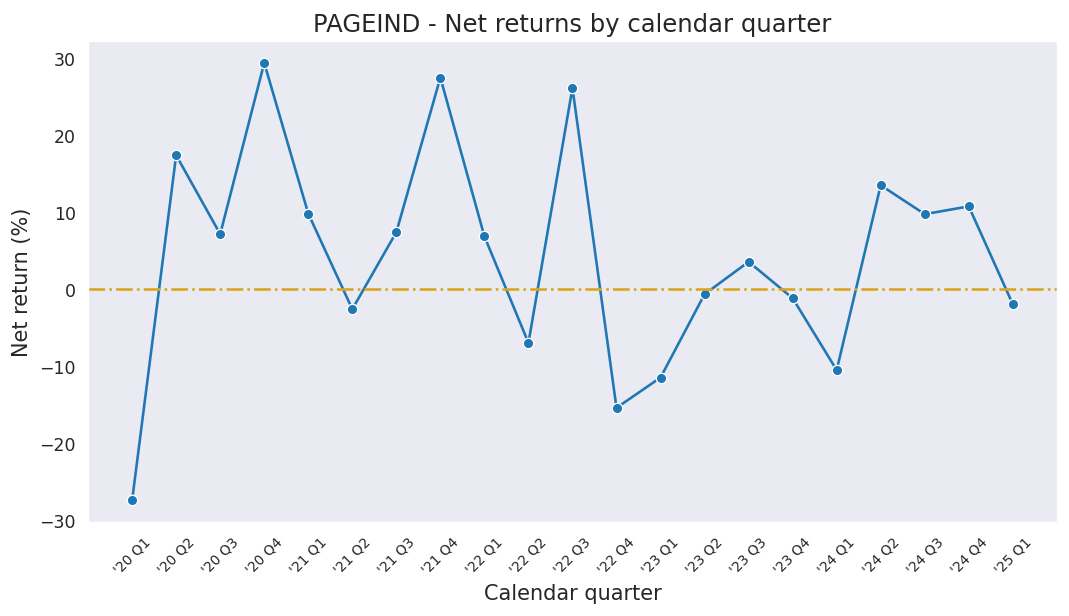 PAGEIND - Net returns by calendar quarter
Net return (%)
30
20
10
0
−10
−20
−30
'20 Q1
'20 Q2
'20 Q3
'20 Q4
'21 Q1
'21 Q2
'21 Q3
'21 Q4
'22 Q1
'22 Q2
'22 Q3
'22 Q4
'23 Q1
'23 Q2
'23 Q3
'23 Q4
'24 Q1
'24 Q2
'24 Q3
'24 Q4
'25 Q1
Calendar quarter